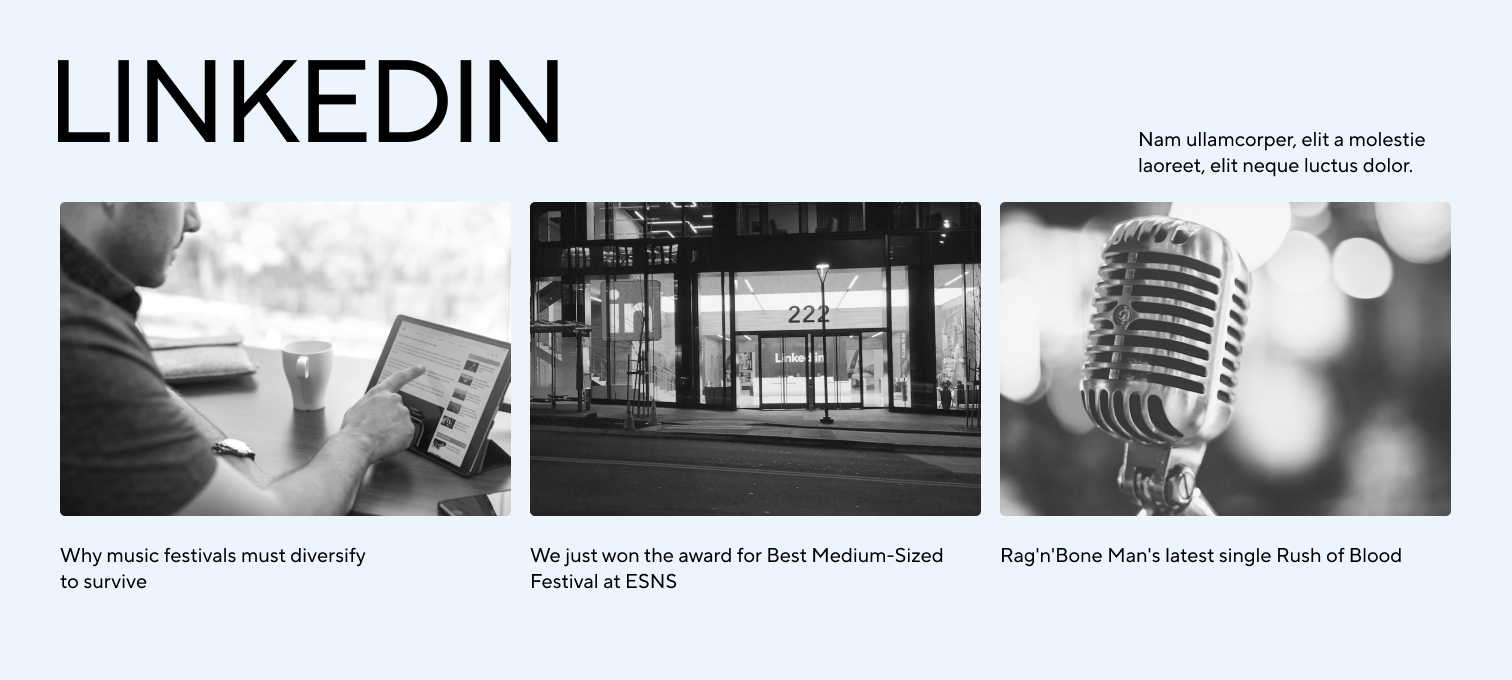 LINKEDIN
Nam ullamcorper, elit a molestie
laoreet, elit neque luctus dolor.
in
222
Linked in
Why music festivals must diversify
to survive
We just won the award for Best Medium-Sized
Festival at ESNS
Rag'n'Bone Man's latest single Rush of Blood